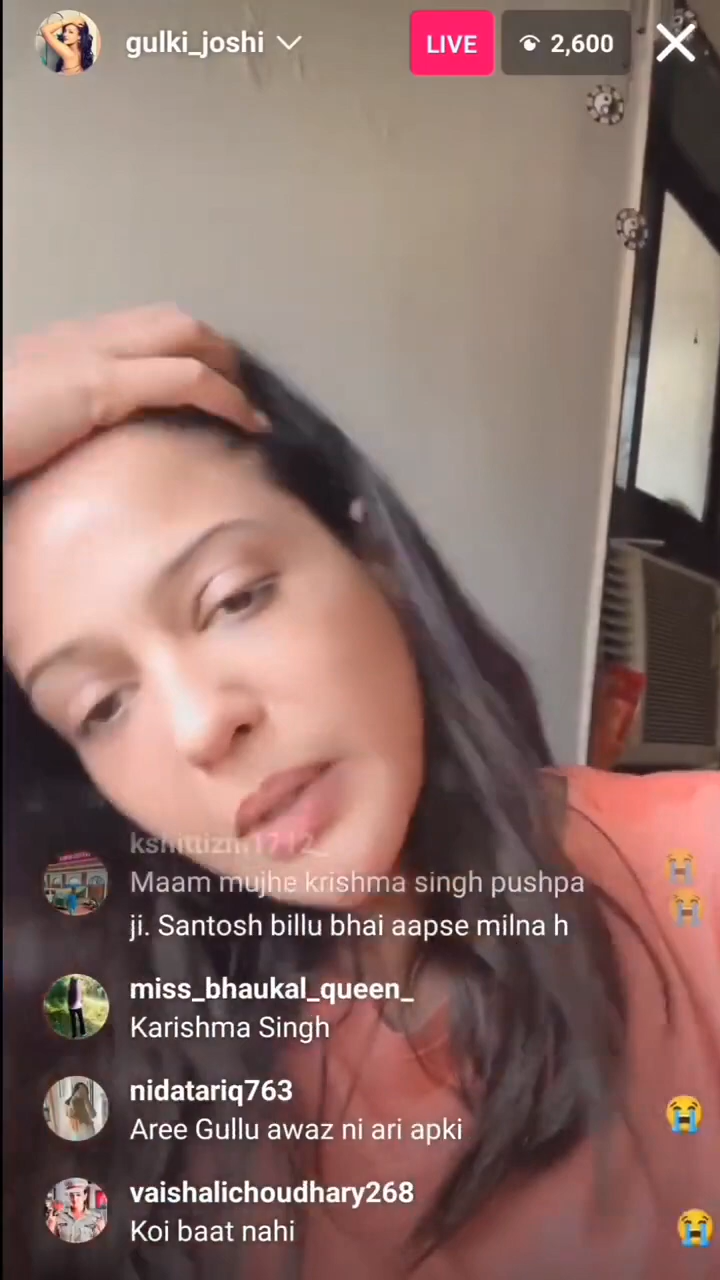 gulki_joshi
LIVE
2,600
Maam mujhe krishma singh pushpa
ji. Santosh billu bhai aapse milna h
miss_bhaukal_queen_
Karishma Singh
nidatariq763
Aree Gullu awaz ni ari apki
vaishalichoudhary268
Koi baat nahi